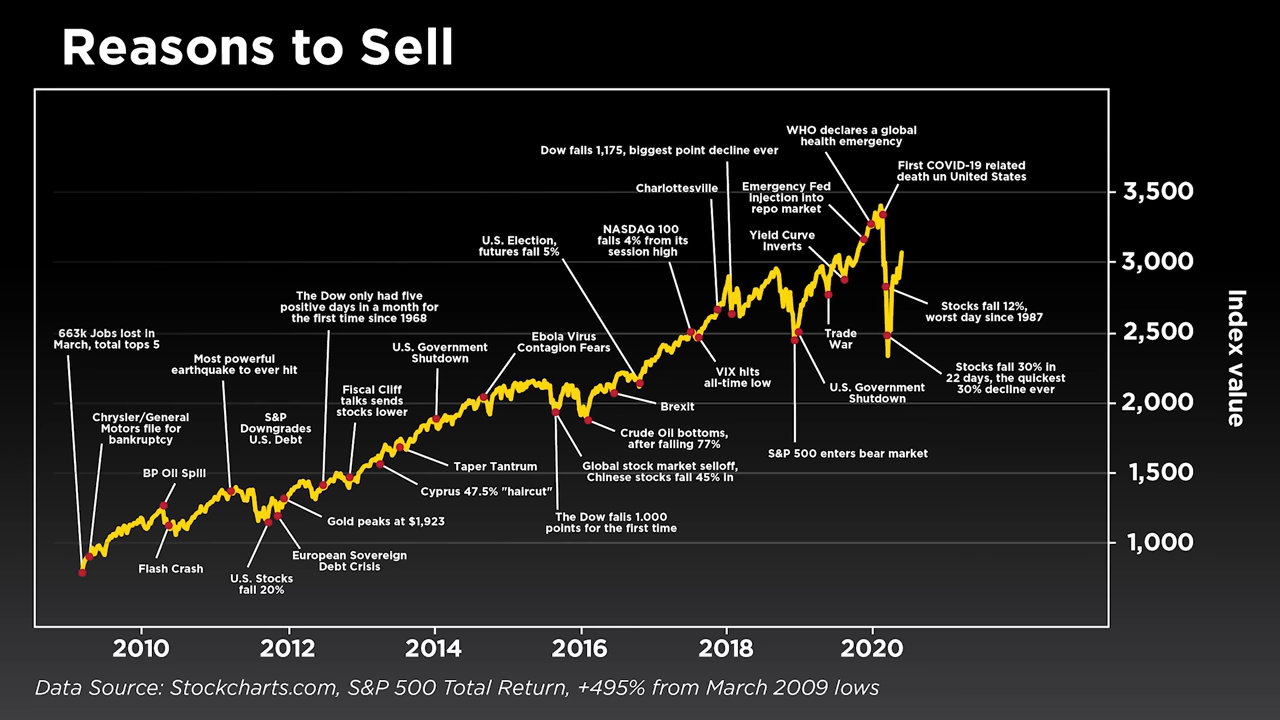 Reasons to Sell
WHO declares a global
health emergency
Dow falls 1,175, biggest point decline ever
First COVID-19 related
death un United States
Charlottesville
Emergency Fed
injection into
repo market
3,500
NASDAQ 100
falls 4% from its
session high
Yield Curve
Inverts
U.S. Election,
futures fall 5%
3,000
The Dow only had five
positive days in a month for
the first time since 1968
Stocks fall 12%,
worst day since 1987
663k Jobs lost in
March, total tops 5
Ebola Virus
Contagion Fears
Trade
War
2,500
U.S. Government
Shutdown
Most powerful
earthquake to ever hit
VIX hits
all-time low
Stocks fall 30% in
22 days, the quickest
30% decline ever
Fiscal Cliff
talks sends
stocks lower
U.S. Government
Shutdown
2,000
Brexit
Chrysler/General
Motors file for
bankruptcy
S&P
Downgrades
U.S. Debt
Crude Oil bottoms,
after falling 77%
S&P 500 enters bear market
BP Oil Spill
Taper Tantrum
Global stock market selloff,
Chinese stocks fall 45% in
1,500
Cyprus 47.5% "haircut"
Gold peaks at $1,923
The Dow falls 1.000
points for the first time
1,000
European Sovereign
Debt Crisis
Flash Crash
U.S. Stocks
fall 20%
Index value
2010
2012
2014
2016
2018
2020
Data Source: Stockcharts.com, S&P 500 Total Return, +495% from March 2009 lows